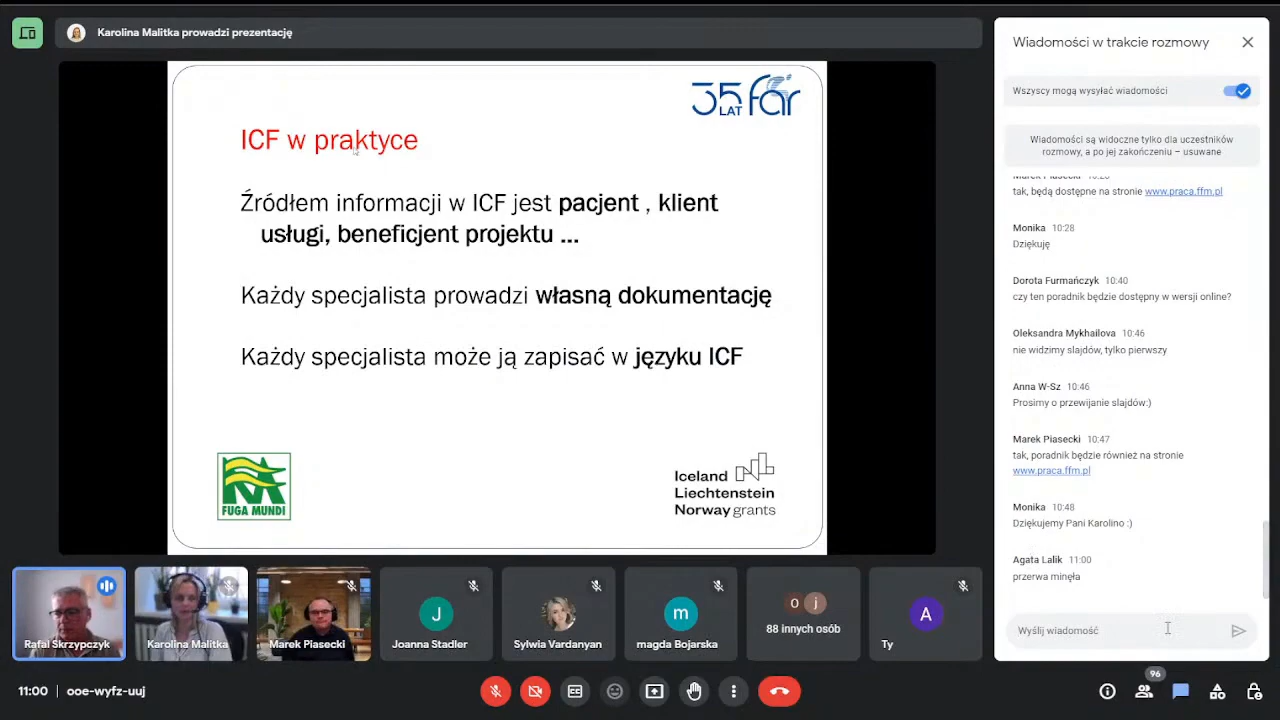 Karolina Malitka prowadzi prezentację
35 LAT far
ICF w praktyce
Źródłem informacji w ICF jest pacjent , klient
usługi, beneficjent projektu ...
Każdy specjalista prowadzi własną dokumentację
Każdy specjalista może ją zapisać w języku ICF
FUGA MUNDI
Iceland
Liechtenstein
Norway grants
Rafał Skrzypczyk
Karolina Malitka
Marek Piasecki
J
Joanna Stadler
Sylwia Vardanyan
m
magda Bojarska
o j
88 innych osób
A
Ty
11:00 | ooe-wyfz-uuj
96
Wiadomości w trakcie rozmowy
Wszyscy mogą wysyłać wiadomości
Wiadomości są widoczne tylko dla uczestników
rozmowy, a po jej zakończeniu – usuwane
Marek Piasecki
tak, będą dostępne na stronie www.praca.ffm.pl
Monika 10:28
Dziękuję
Dorota Furmańczyk 10:40
czy ten poradnik będzie dostępny w wersji online?
Oleksandra Mykhailova 10:46
nie widzimy slajdów, tylko pierwszy
Anna W-Sz 10:46
Prosimy o przewijanie slajdów:)
Marek Piasecki 10:47
tak, poradnik będzie również na stronie
www.praca.ffm.pl
Monika 10:48
Dziękujemy Pani Karolino :)
Agata Lalik 11:00
przerwa minęła
Wyślij wiadomość